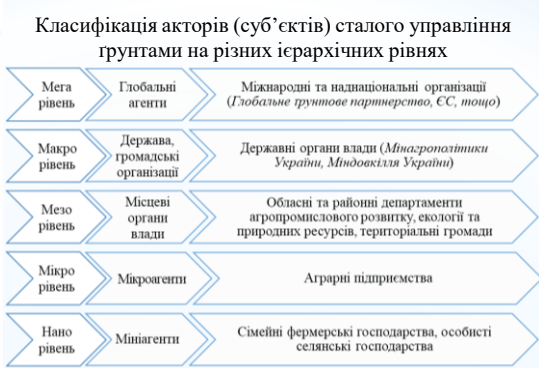 Класифікація акторів (суб’єктів) сталого управління
ґрунтами на різних ієрархічних рівнях
Мега
рівень
Глобальні
агенти
Міжнародні та наднаціональні організації
(Глобальне ґрунтове партнерство, ЄС, тощо)
Макро
рівень
Держава,
громадські
організації
Державні органи влади (Мінагрополітики
України, Міндовкілля України)
Мезо
рівень
Місцеві
органи
влади
Обласні та районні департаменти
агропромислового розвитку, екології та
природних ресурсів, територіальні громади
Мікро
рівень
Мікроагенти
Аграрні підприємства
Нано
рівень
Мініагенти
Сімейні фермерські господарства, особисті
селянські господарства